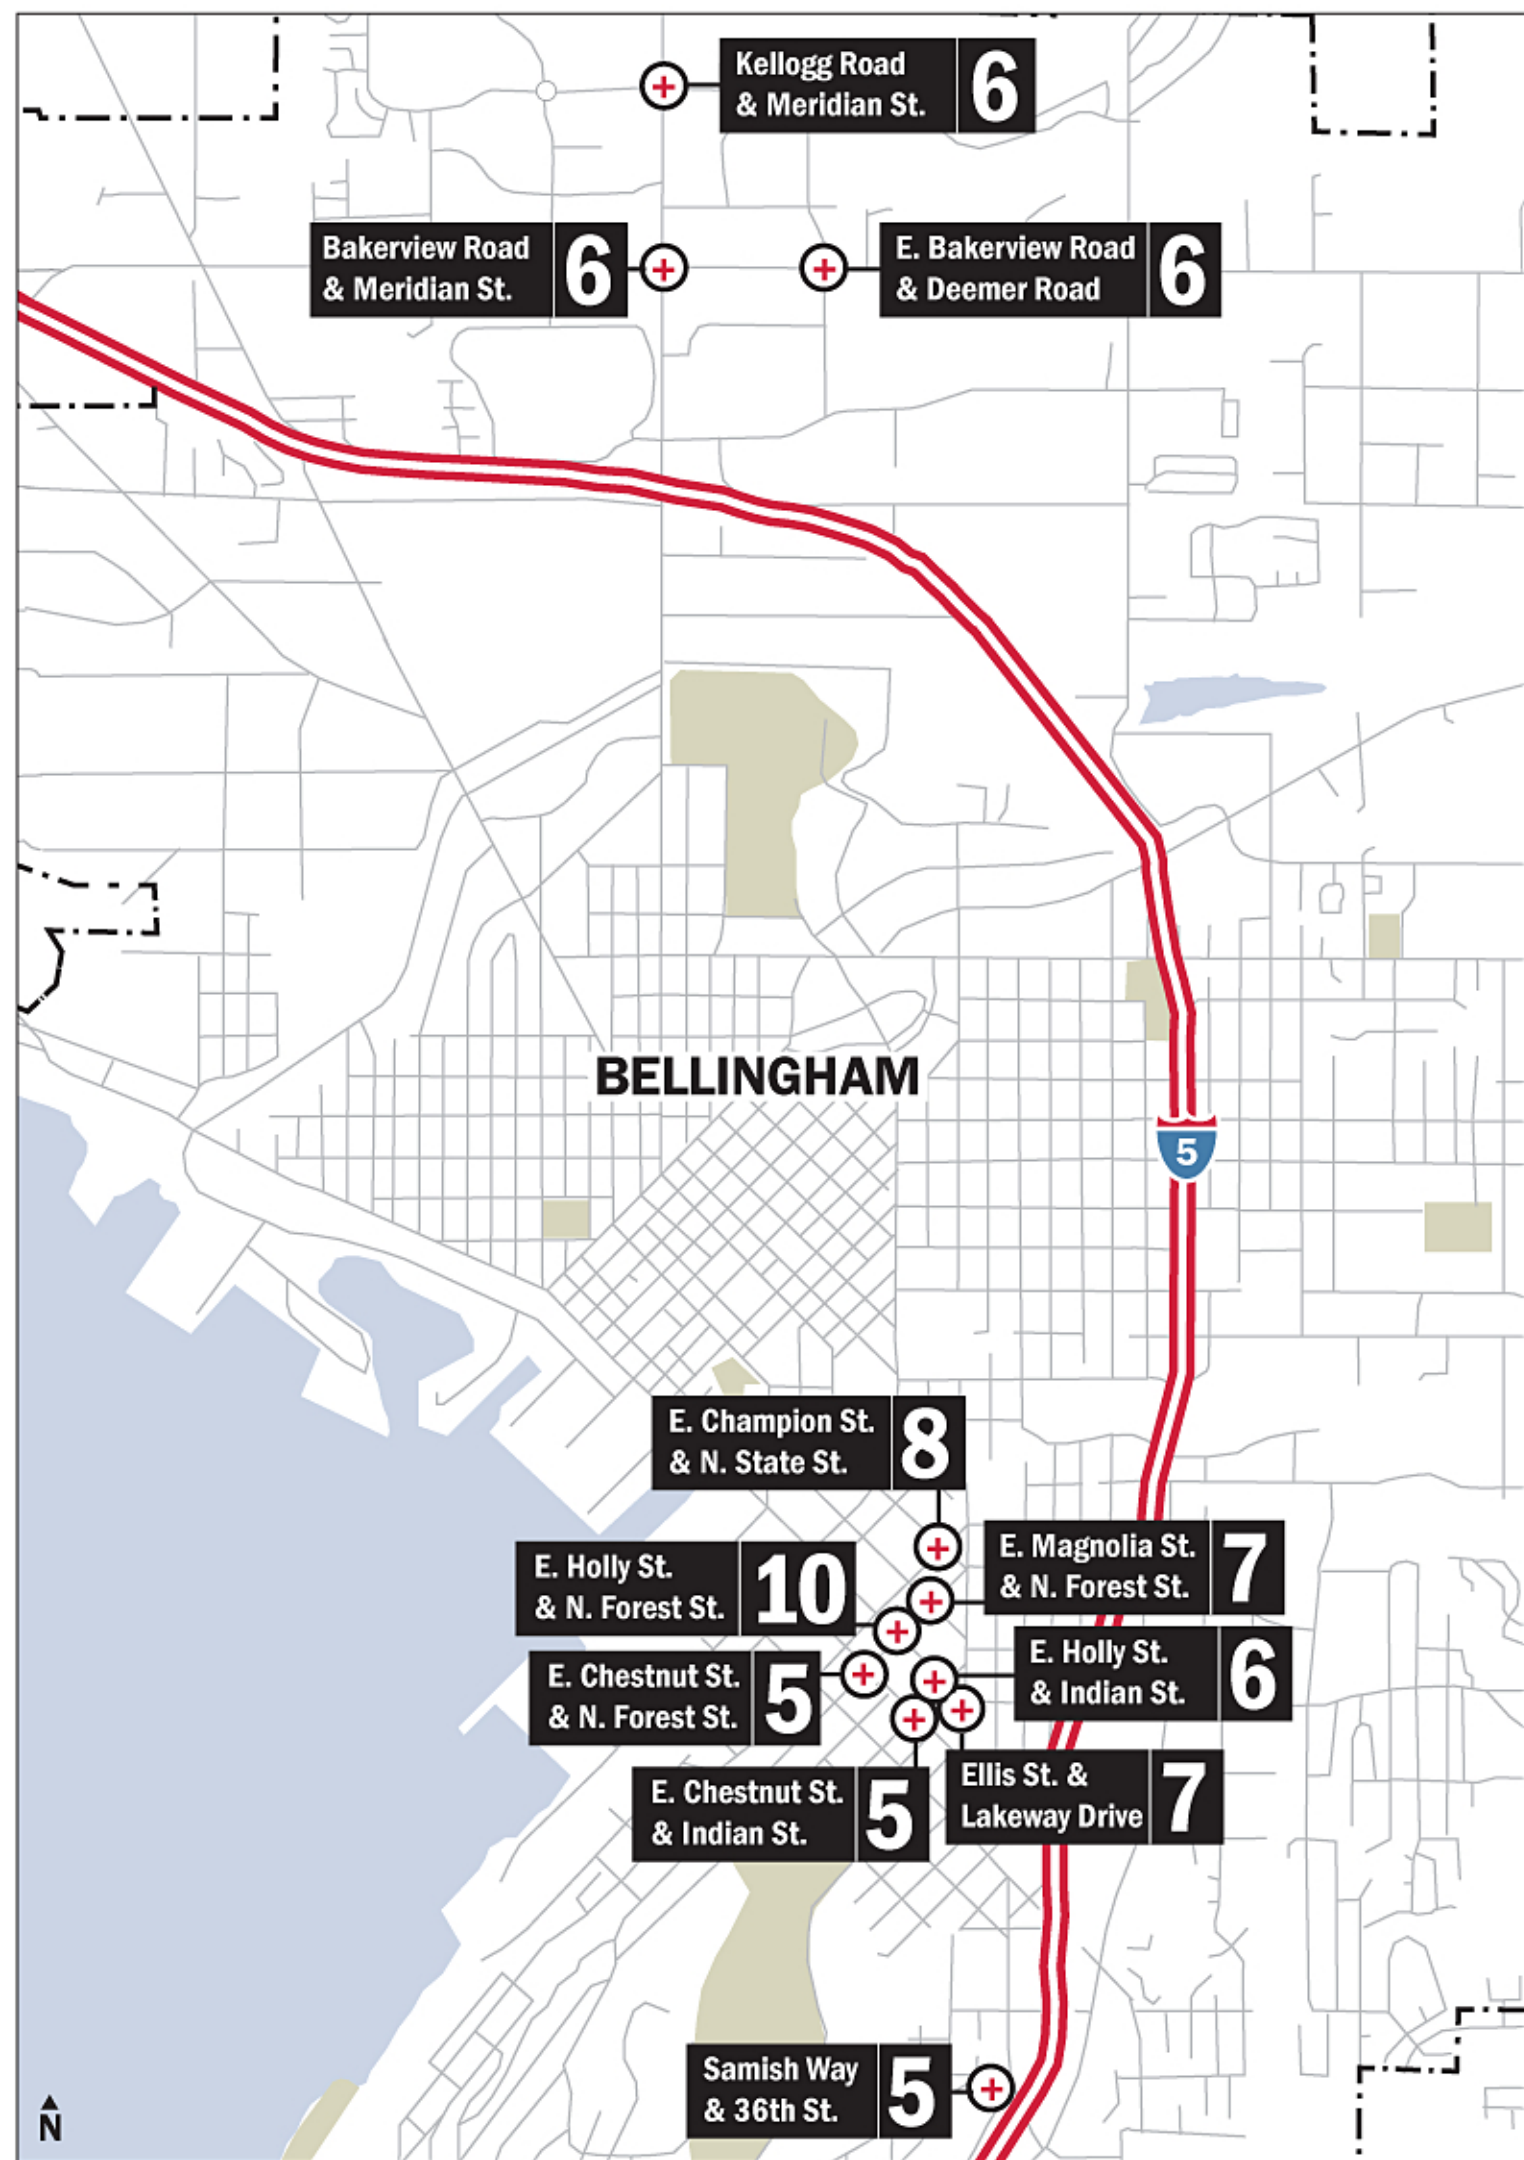 Kellogg Road
& Meridian St.
6
Bakerview Road
& Meridian St.
6
E. Bakerview Road
& Deemer Road
6
BELLINGHAM
5
E. Champion St.
& N. State St.
8
E. Magnolia St.
& N. Forest St.
7
E. Holly St.
& N. Forest St.
10
E. Holly St.
& Indian St.
6
E. Chestnut St.
& N. Forest St.
5
Ellis St. &
Lakeway Drive
7
E. Chestnut St.
& Indian St.
5
Samish Way
& 36th St.
5
N